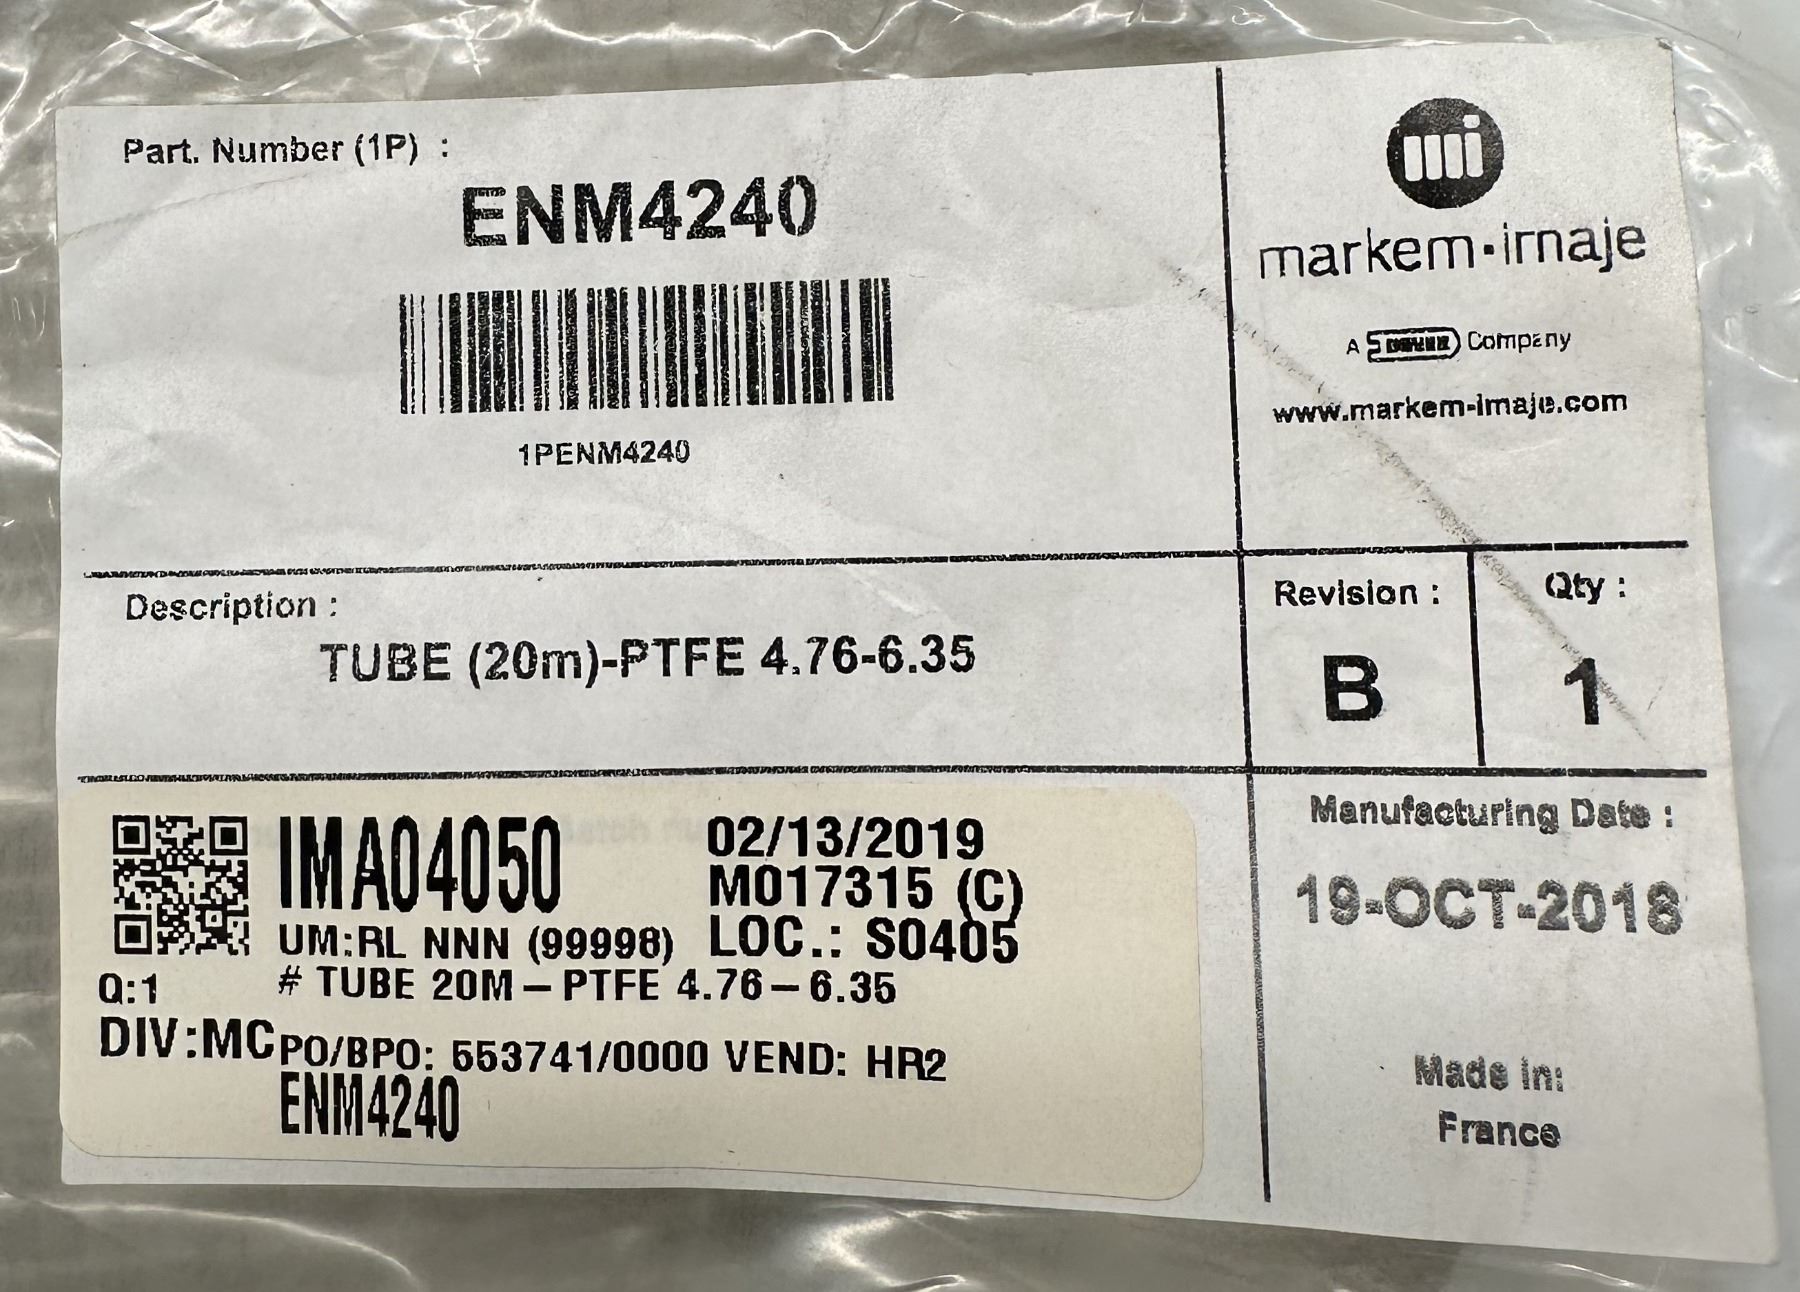 Part. Number (1P) :
ENM4240
1PENM4240
markem·imaje
A DOVER Company
www.markem-imaje.com
Description :
TUBE (20m)-PTFE 4.76-6.35
Revision :
B
Qty :
1
IMA04050
02/13/2019
M017315 (C)
UM:RL NNN (99998)
LOC.: S0405
Q:1
# TUBE 20M – PTFE 4.76 – 6.35
DIV:MC
PO/BPO: 553741/0000 VEND: HR2
ENM4240
Manufacturing Date :
19-OCT-2018
Made in:
France